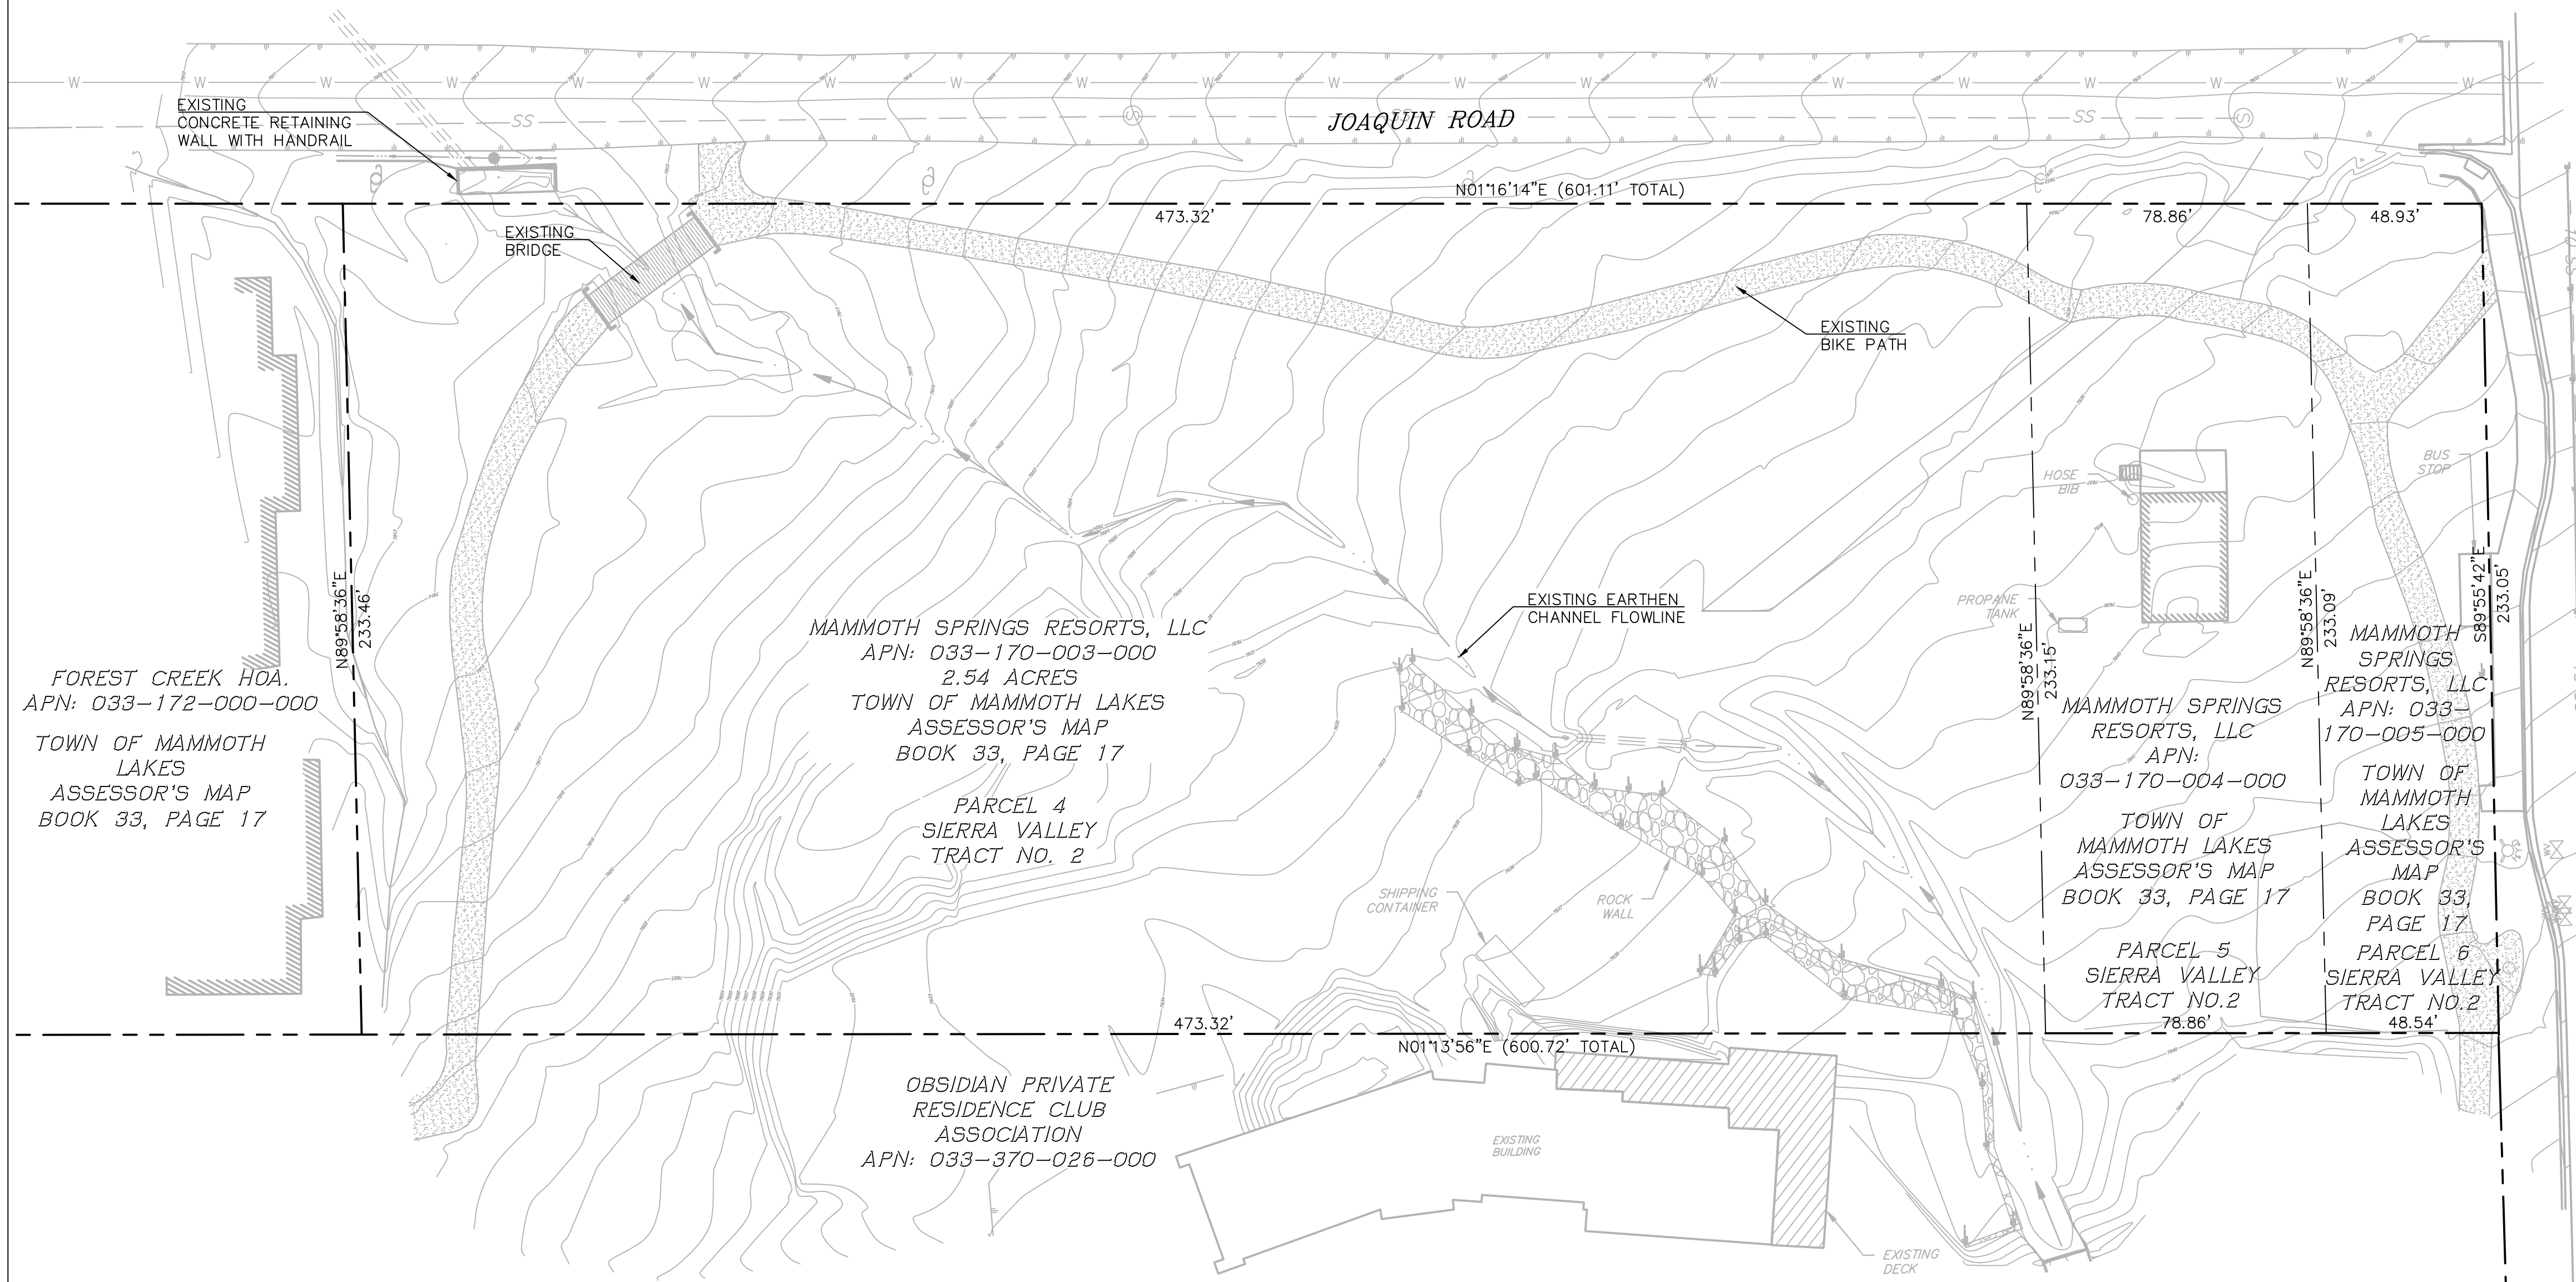 EXISTING
CONCRETE RETAINING
WALL WITH HANDRAIL
W W W W W W W W W W W W W W W W W W W W
SS
S
SS
JOAQUIN ROAD
SS
S
N01°16'14"E (601.11' TOTAL)
473.32'
78.86'
48.93'
EXISTING
BRIDGE
EXISTING
BIKE PATH
HOSE
BIB
BUS
STOP
PROPANE
TANK
EXISTING EARTHEN
CHANNEL FLOWLINE
N89°58'36"E
233.46'
N89°58'36"E
233.15'
N89°58'36"E
233.09'
S89°55'42"E
233.05'
FOREST CREEK HOA.
APN: 033-172-000-000
TOWN OF MAMMOTH
LAKES
ASSESSOR'S MAP
BOOK 33, PAGE 17
MAMMOTH SPRINGS RESORTS, LLC
APN: 033-170-003-000
2.54 ACRES
TOWN OF MAMMOTH LAKES
ASSESSOR'S MAP
BOOK 33, PAGE 17
PARCEL 4
SIERRA VALLEY
TRACT NO. 2
MAMMOTH SPRINGS
RESORTS, LLC
APN:
033-170-004-000
TOWN OF
MAMMOTH LAKES
ASSESSOR'S MAP
BOOK 33, PAGE 17
PARCEL 5
SIERRA VALLEY
TRACT NO.2
MAMMOTH
SPRINGS
RESORTS, LLC
APN: 033-
170-005-000
TOWN OF
MAMMOTH
LAKES
ASSESSOR'S
MAP
BOOK 33,
PAGE 17
PARCEL 6
SIERRA VALLEY
TRACT NO.2
SHIPPING
CONTAINER
ROCK
WALL
473.32'
78.86'
48.54'
N01°13'56"E (600.72' TOTAL)
OBSIDIAN PRIVATE
RESIDENCE CLUB
ASSOCIATION
APN: 033-370-026-000
EXISTING
BUILDING
EXISTING
DECK